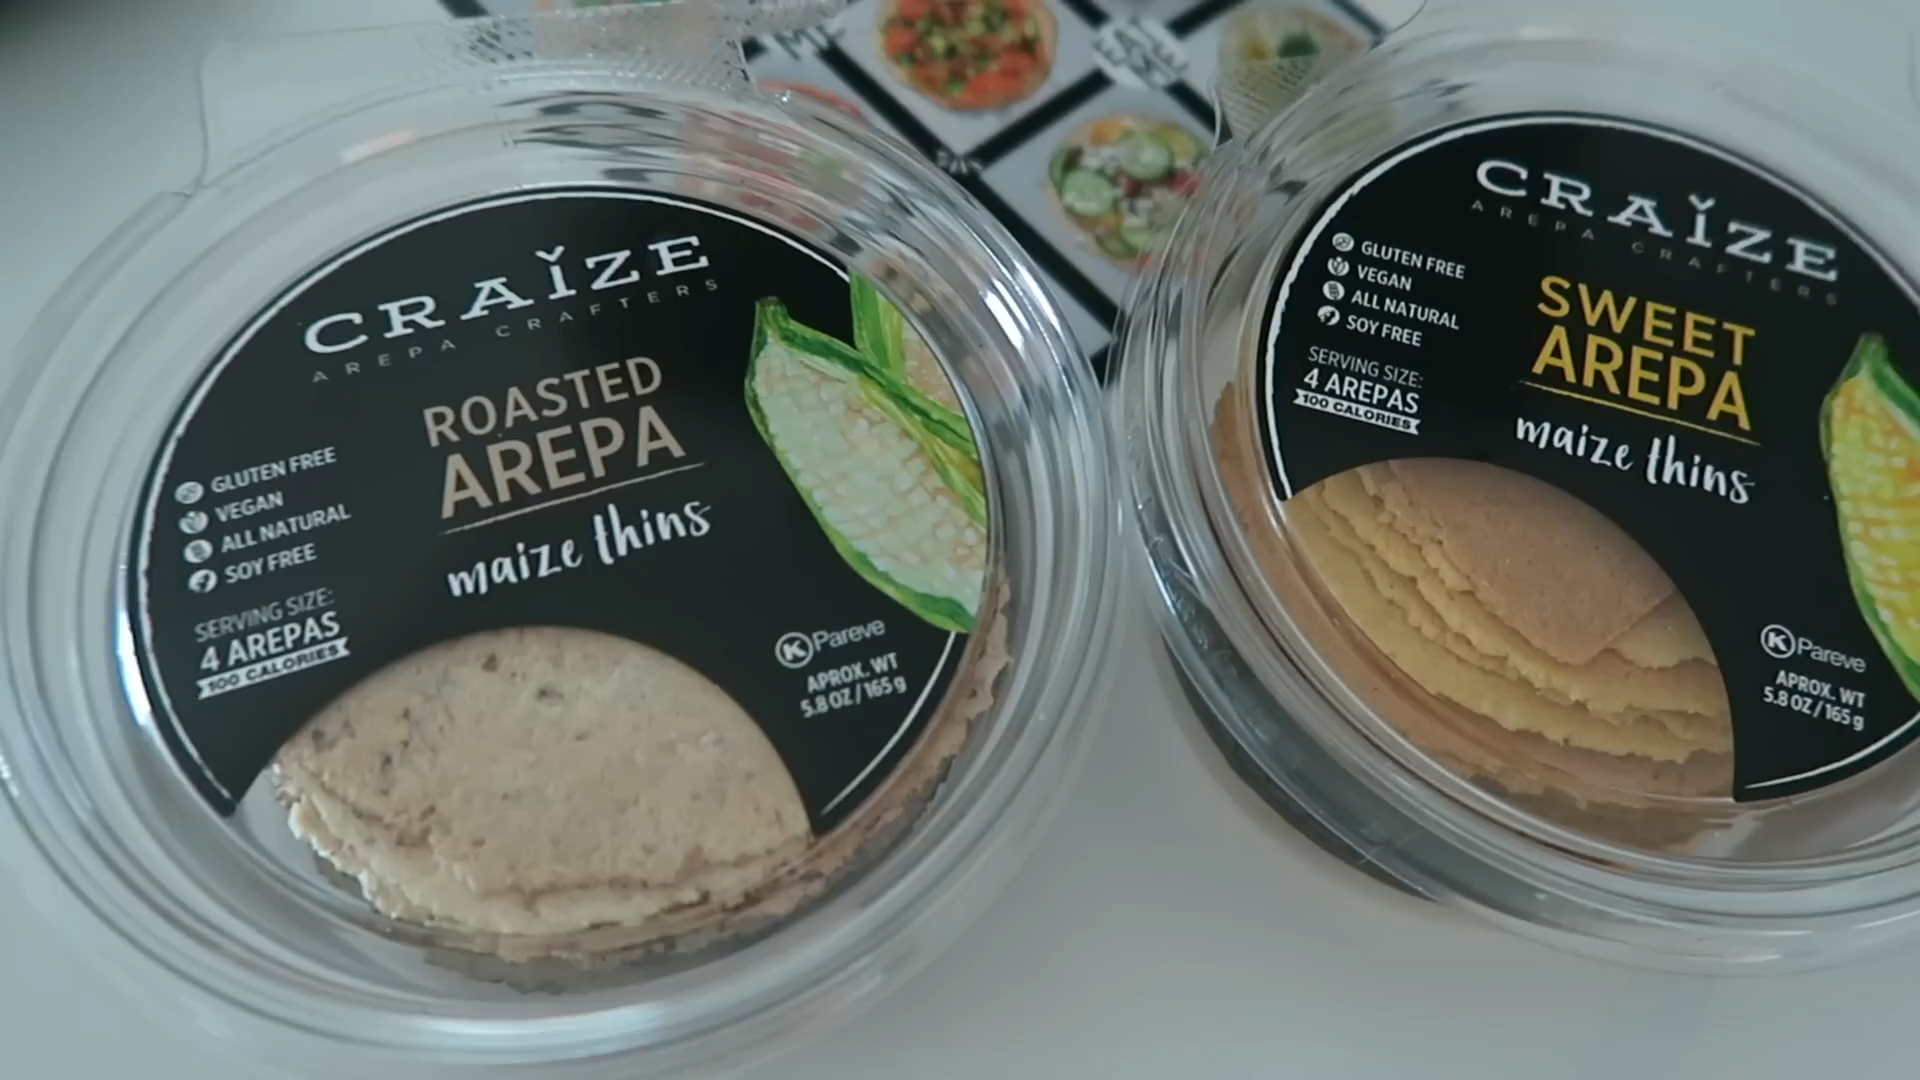 CRAǏZE
AREPA CRAFTERS
ROASTED
AREPA
maize thins
GLUTEN FREE
VEGAN
ALL NATURAL
SOY FREE
SERVING SIZE:
4 AREPAS
100 CALORIES
K Pareve
APROX. WT
5.8 OZ / 165 g
CRAǏZE
AREPA CRAFTERS
SWEET
AREPA
maize thins
GLUTEN FREE
VEGAN
ALL NATURAL
SOY FREE
SERVING SIZE:
4 AREPAS
100 CALORIES
K Pareve
APROX. WT
5.8 OZ / 165 g